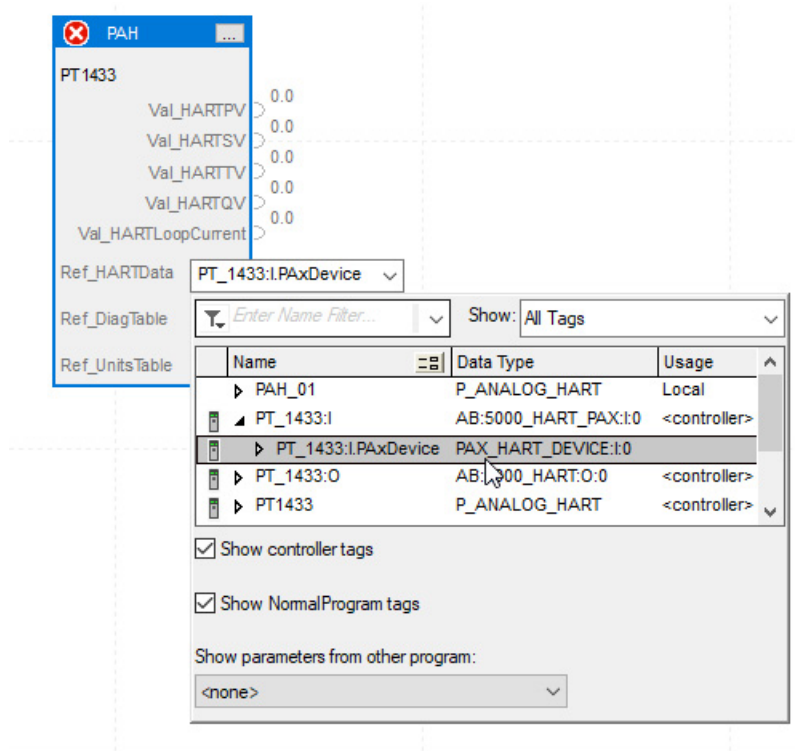 PAH ...
PT1433
Val_HARTPV 0.0
Val_HARTSV 0.0
Val_HARTTV 0.0
Val_HARTQV 0.0
Val_HARTLoopCurrent 0.0
Ref_HARTData PT_1433:I.PAxDevice
Ref_DiagTable Enter Name Filter... Show: All Tags
Ref_UnitsTable Name Data Type Usage
PAH_01 P_ANALOG_HART Local
PT_1433:I AB:5000_HART_PAX:I:0 <controller>
PT_1433:I.PAxDevice PAX_HART_DEVICE:I:0
PT_1433:O HART:O:0 <controller>
PT1433 P_ANALOG_HART <controller>
Show controller tags
Show NormalProgram tags
Show parameters from other program:
<none>